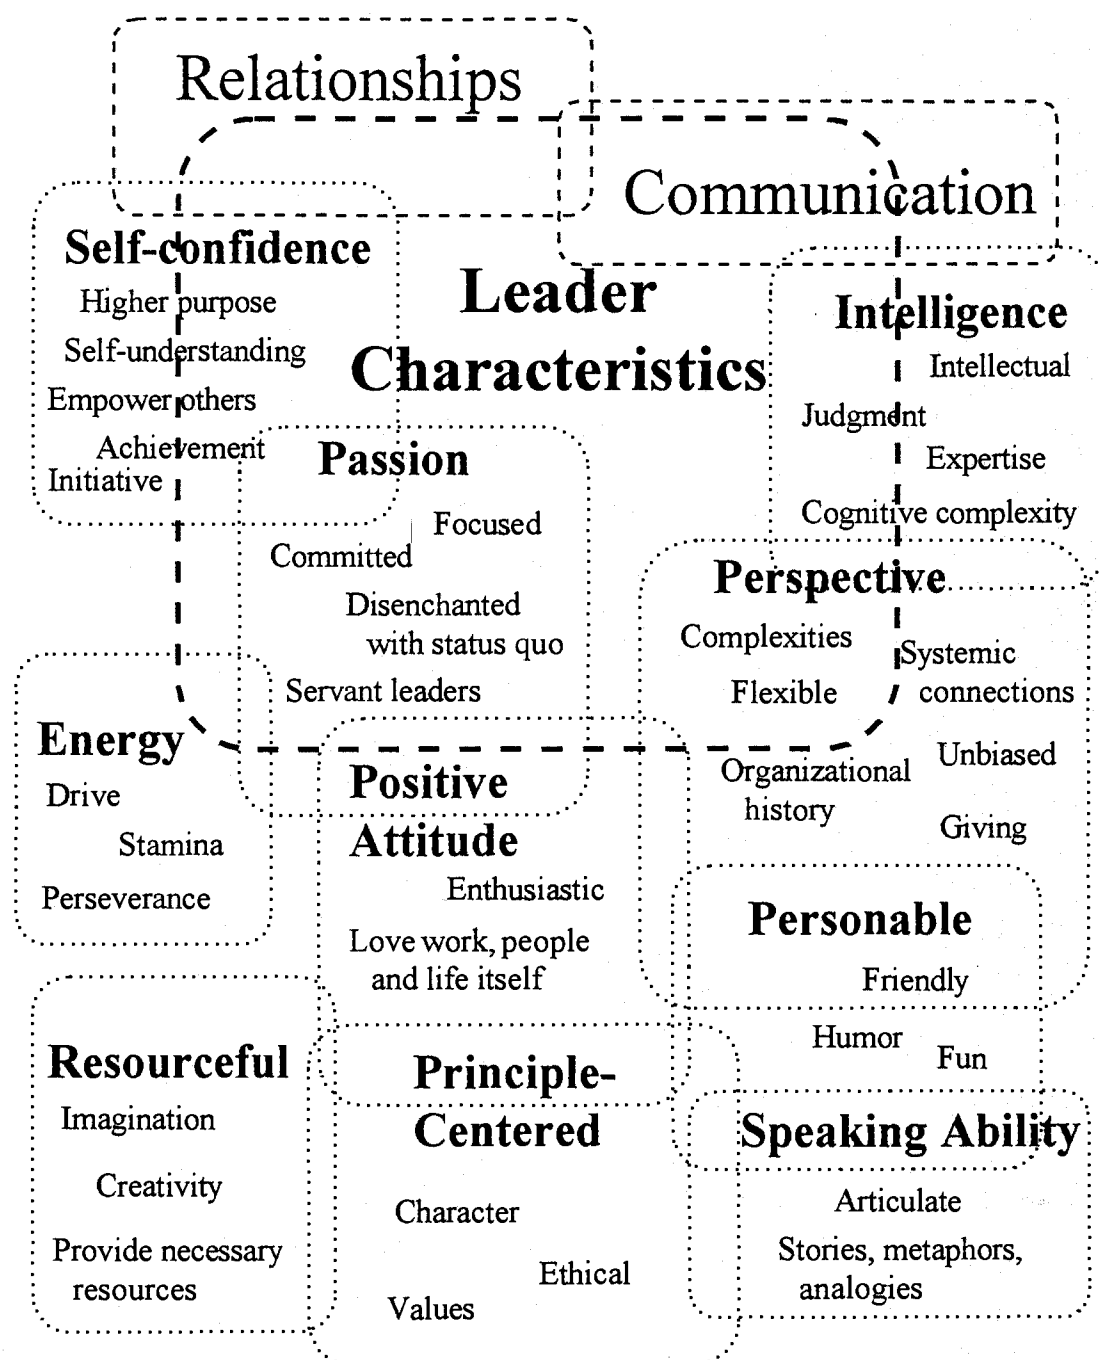 Relationships
Communication
Self-confidence
Higher purpose
Self-understanding
Empower others
Achievement
Initiative
Leader
Characteristics
Intelligence
Intellectual
Judgment
Expertise
Cognitive complexity
Passion
Focused
Committed
Disenchanted
with status quo
Servant leaders
Perspective
Complexities
Systemic
connections
Flexible
Unbiased
Organizational
history
Giving
Energy
Drive
Stamina
Perseverance
Positive
Attitude
Enthusiastic
Love work, people
and life itself
Personable
Friendly
Humor
Fun
Resourceful
Imagination
Creativity
Provide necessary
resources
Principle-
Centered
Character
Ethical
Values
Speaking Ability
Articulate
Stories, metaphors,
analogies